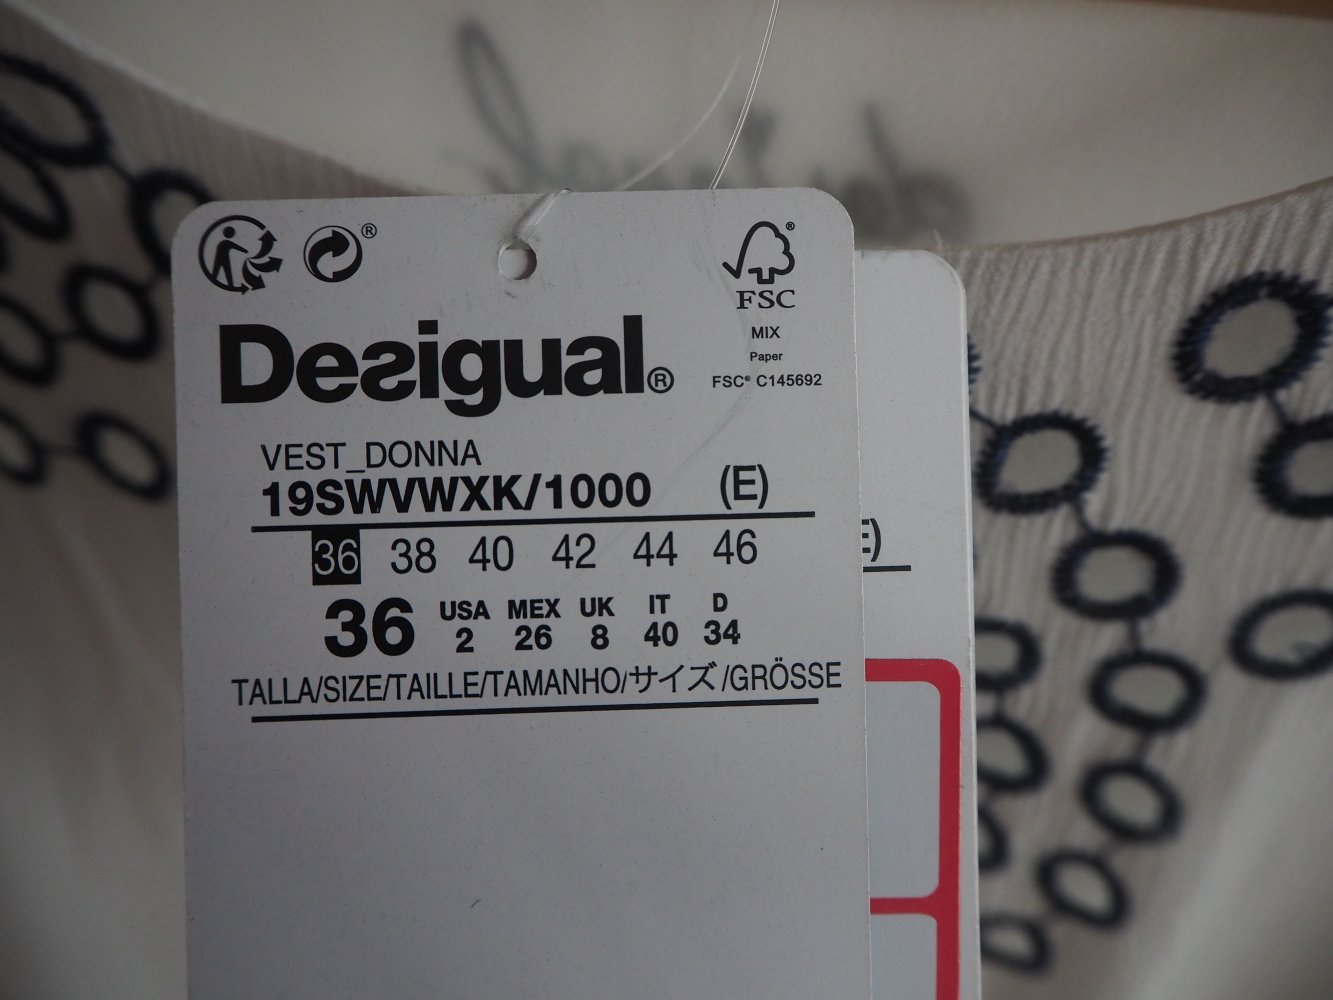 Desigual®
FSC®
MIX
Paper
FSC® C145692
VEST_DONNA
19SWVWXK/1000 (E)
36 38 40 42 44 46
36 USA 2 MEX 26 UK 8 IT 40 D 34
TALLA/SIZE/TAILLE/TAMANHO/サイズ/GRÖSSE
E)